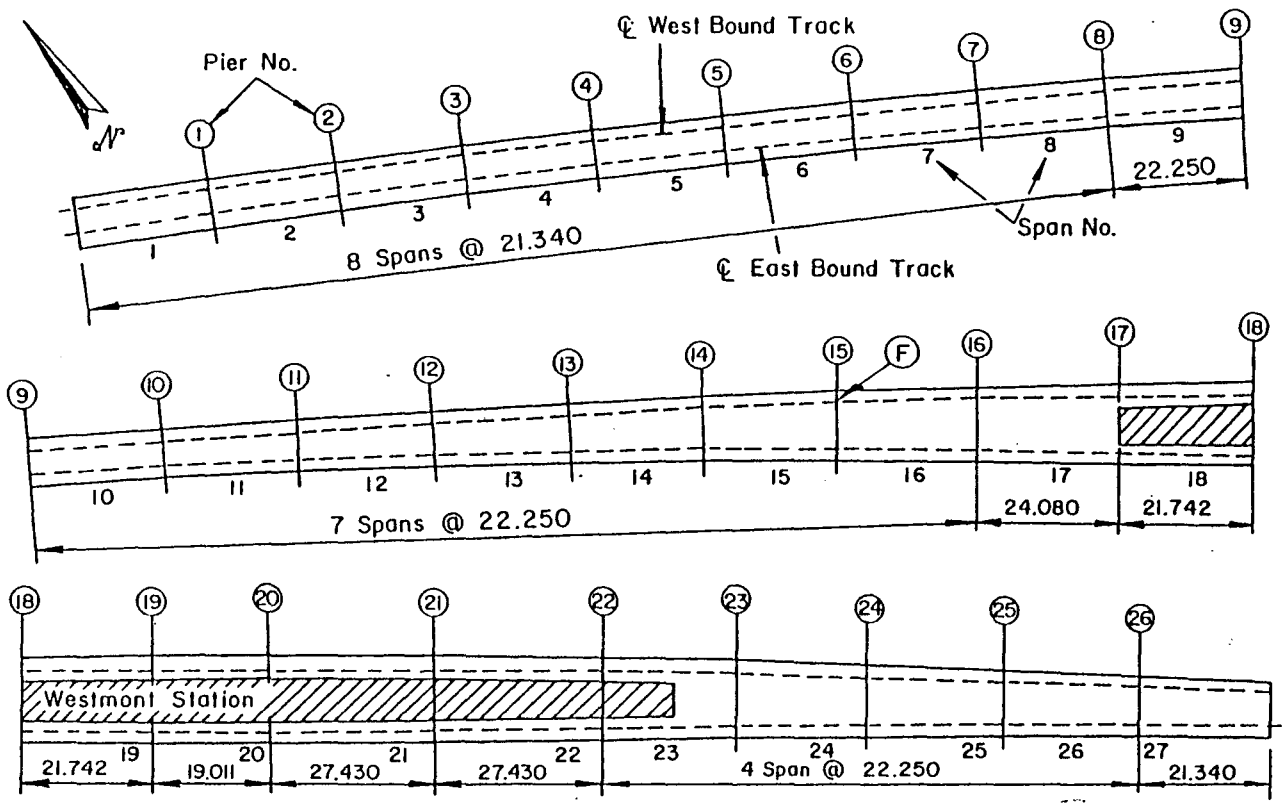 ℄ West Bound Track
Pier No.
N
1 2 3 4 5 6 7 8 9
1 2 3 4 5 6 7 8 9
22.250
8 Spans @ 21.340
Span No.
℄ East Bound Track
9 10 11 12 13 14 15 F 16 17 18
10 11 12 13 14 15 16 17 18
7 Spans @ 22.250
24.080
21.742
18 19 20 21 22 23 24 25 26
Westmont Station
19 20 21 22 23 24 25 26 27
21.742
19.011
27.430
27.430
4 Span @ 22.250
21.340